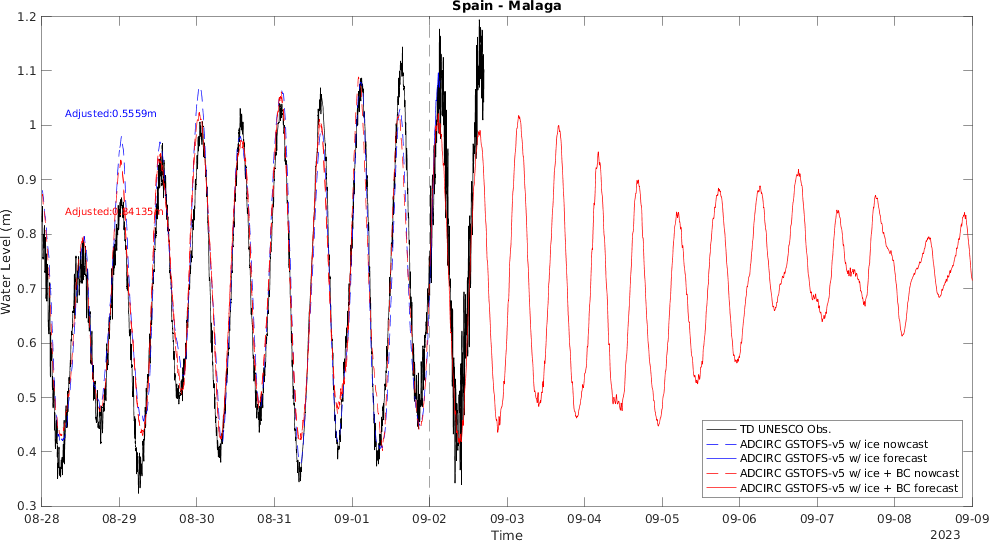 Spain - Malaga
1.2
1.1
1
0.9
0.8
0.7
0.6
0.5
0.4
0.3
Water Level (m)
Adjusted:0.5559m
Adjusted:0.34135m
TD UNESCO Obs.
ADCIRC GSTOFS-v5 w/ ice nowcast
ADCIRC GSTOFS-v5 w/ ice forecast
ADCIRC GSTOFS-v5 w/ ice + BC nowcast
ADCIRC GSTOFS-v5 w/ ice + BC forecast
08-28 08-29 08-30 08-31 09-01 09-02 09-03 09-04 09-05 09-06 09-07 09-08 09-09
Time
2023